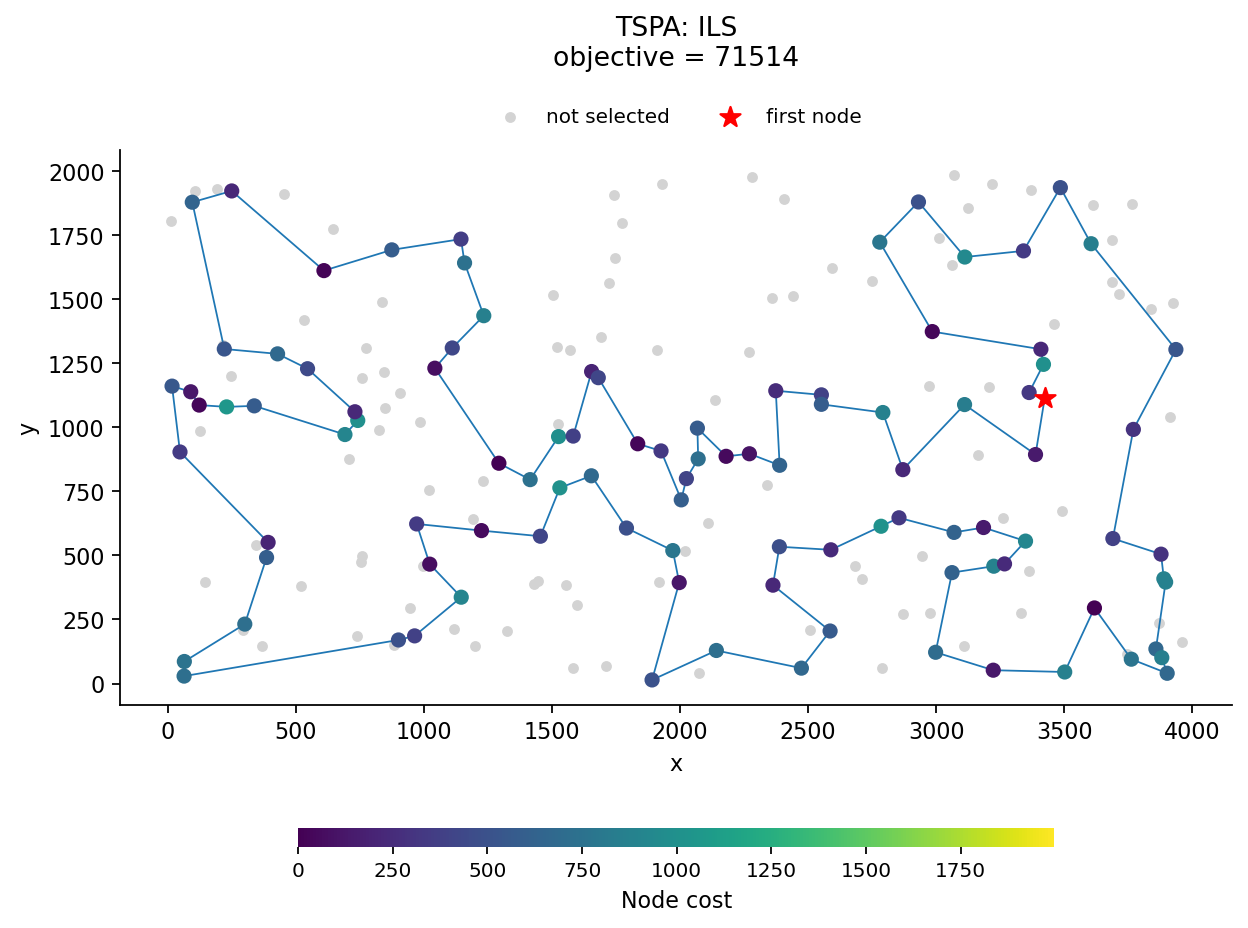 TSPA: ILS
objective = 71514
not selected
first node
2000
1750
1500
1250
1000
750
500
250
0
y
0 500 1000 1500 2000 2500 3000 3500 4000
x
0 250 500 750 1000 1250 1500 1750
Node cost